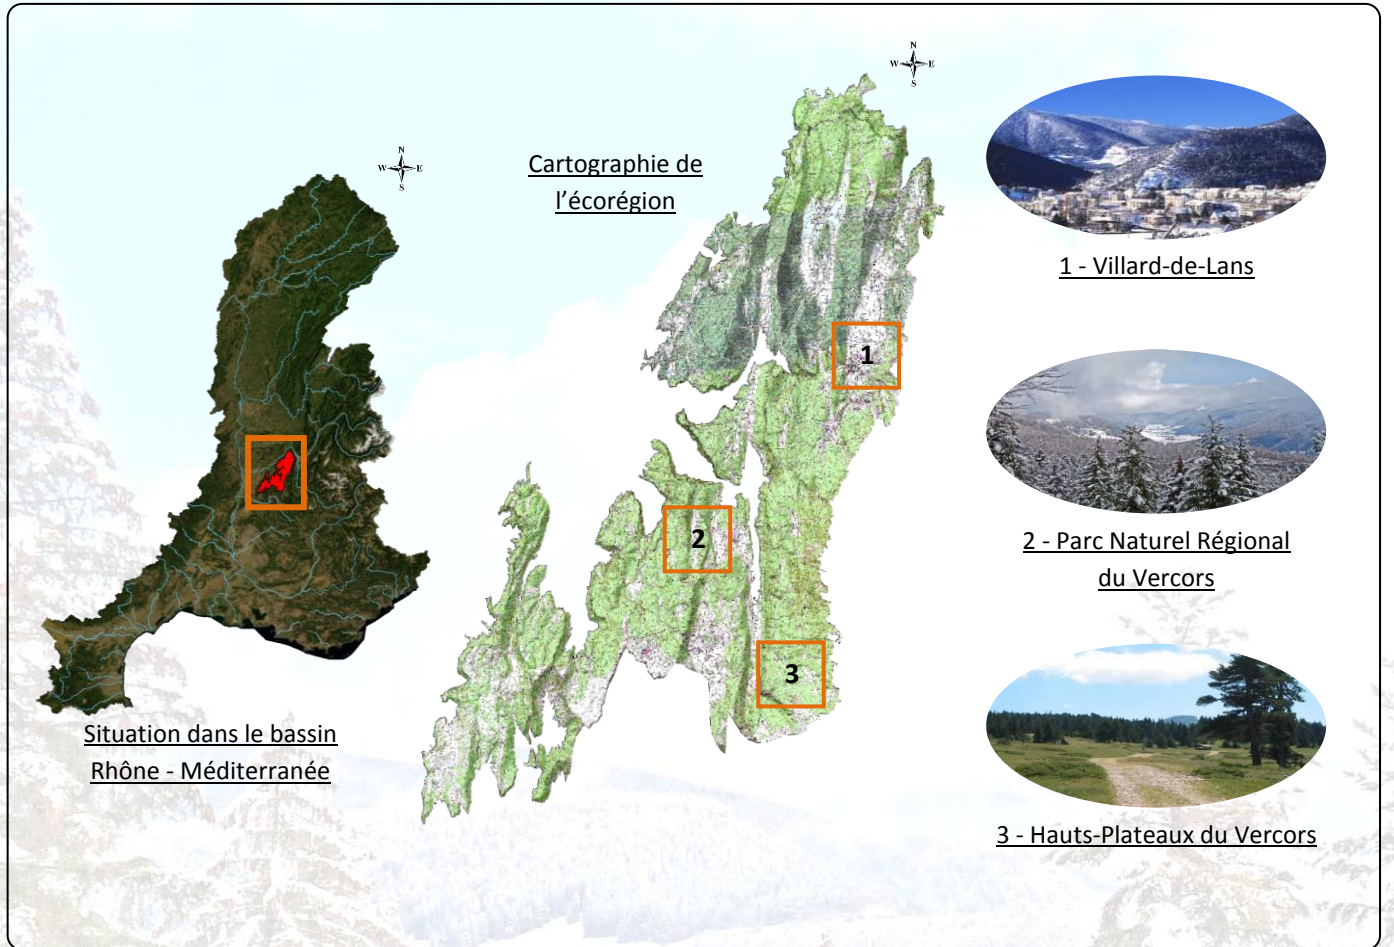 N
W E
S
Situation dans le bassin
Rhône - Méditerranée
Cartographie de
l'écorégion
N
W E
S
1
2
3
1 - Villard-de-Lans
2 - Parc Naturel Régional
du Vercors
3 - Hauts-Plateaux du Vercors